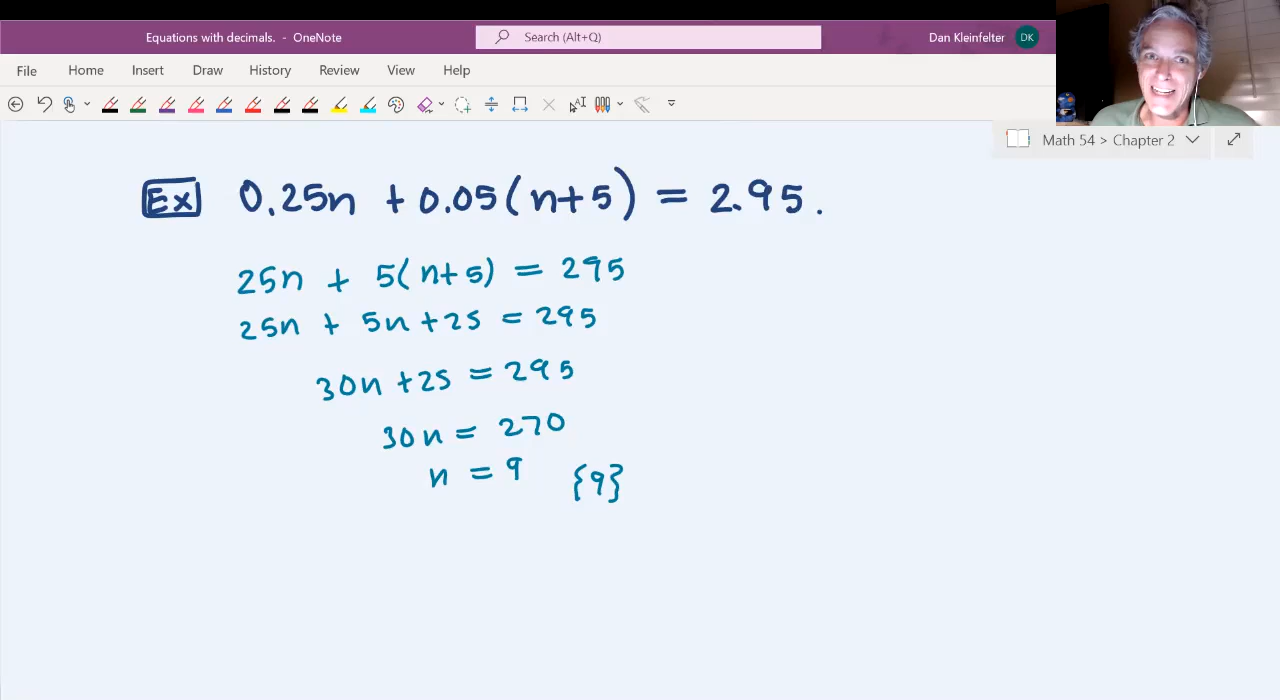 Equations with decimals. - OneNote
Search (Alt+Q)
Dan Kleinfelter
DK
File Home Insert Draw History Review View Help
Math 54 > Chapter 2
Ex 0.25n + 0.05(n+5) = 2.95.
25n + 5(n+5) = 295
25n + 5n+25 = 295
30n +25 = 295
30n = 270
n = 9 {9}